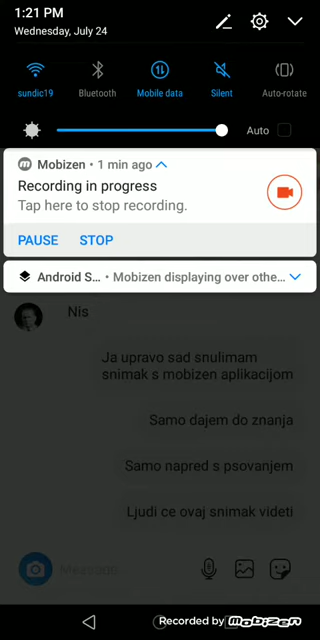 1:21 PM
Wednesday, July 24
sundic19
Bluetooth
Mobile data
Silent
Auto-rotate
Auto
Mobizen • 1 min ago
Recording in progress
Tap here to stop recording.
PAUSE STOP
Android S... • Mobizen displaying over othe...
Nis
Ja upravo sad snulimam
snimak s mobizen aplikacijom
Samo dajem do znanja
Samo napred s psovanjem
Ljudi ce ovaj snimak videti
Message...
Recorded by Mobizen